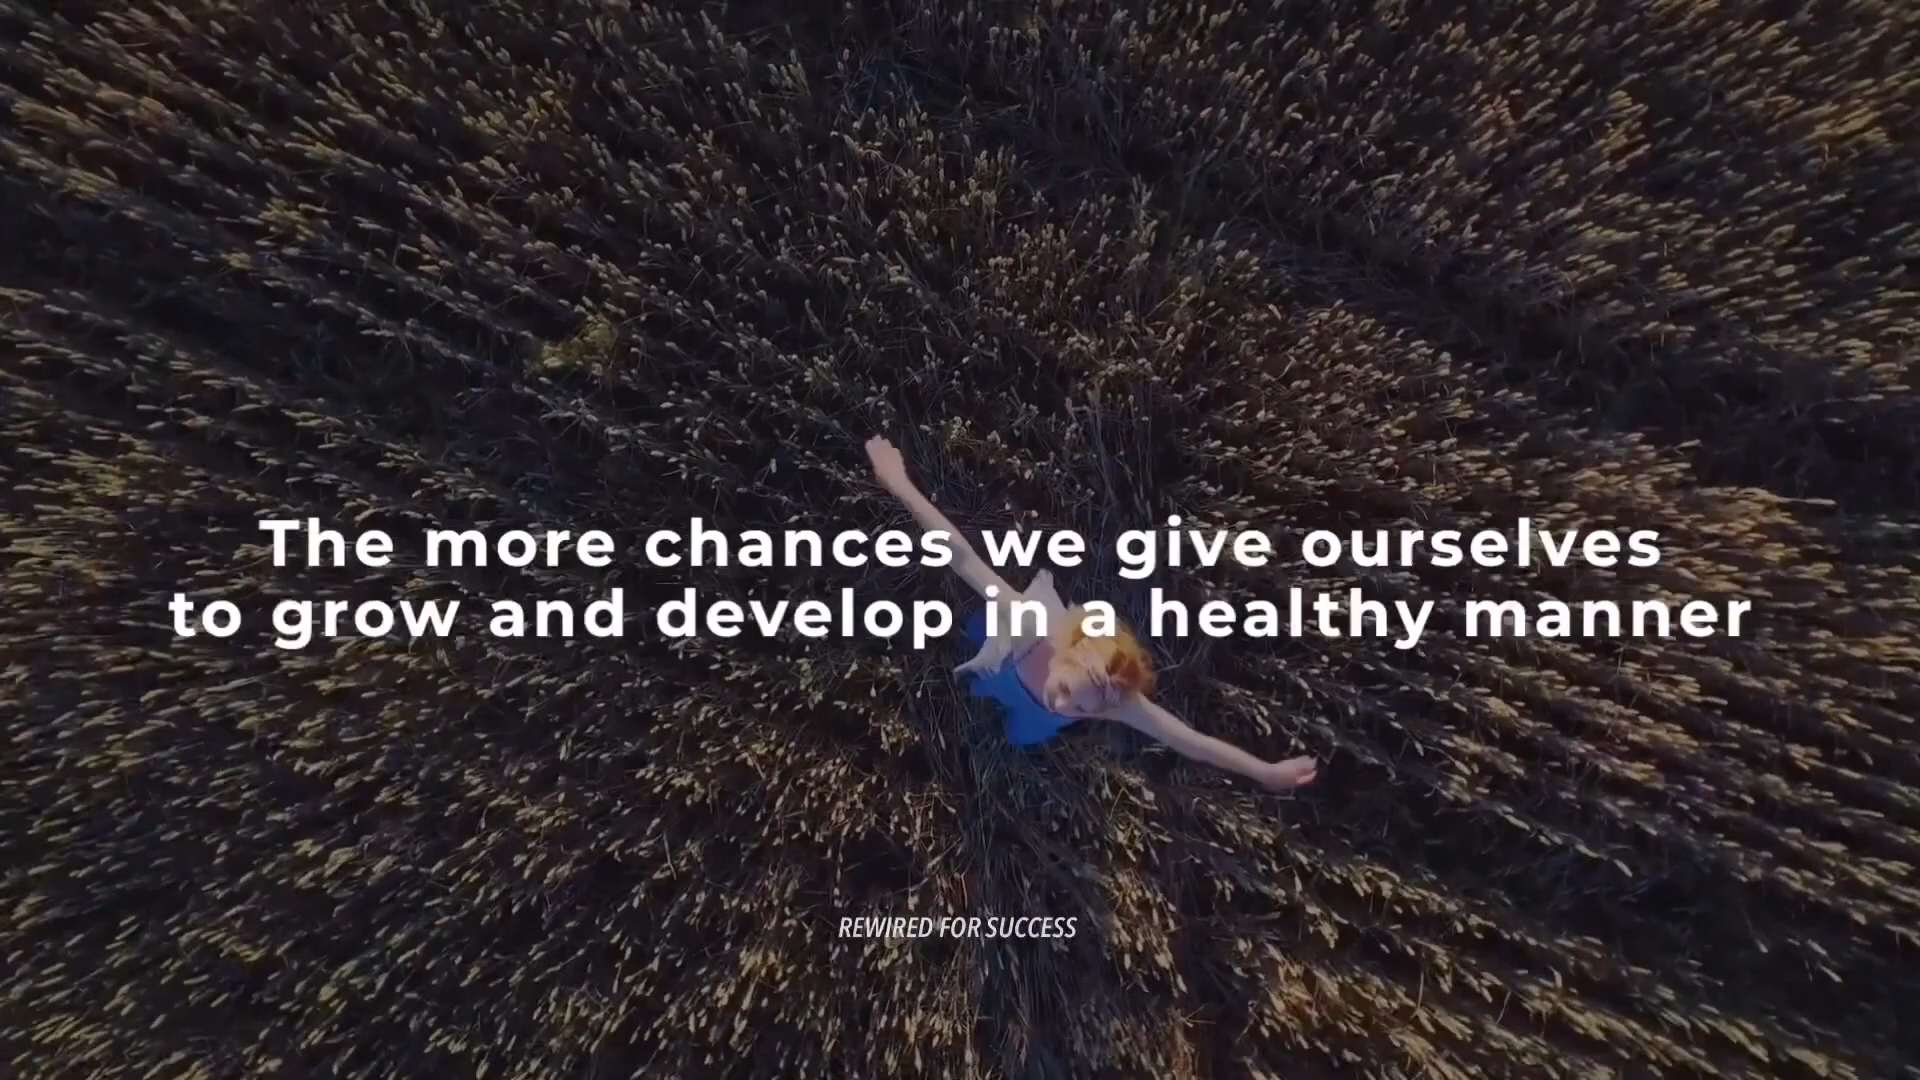 The more chances we give ourselves
to grow and develop in a healthy manner
REWIRED FOR SUCCESS